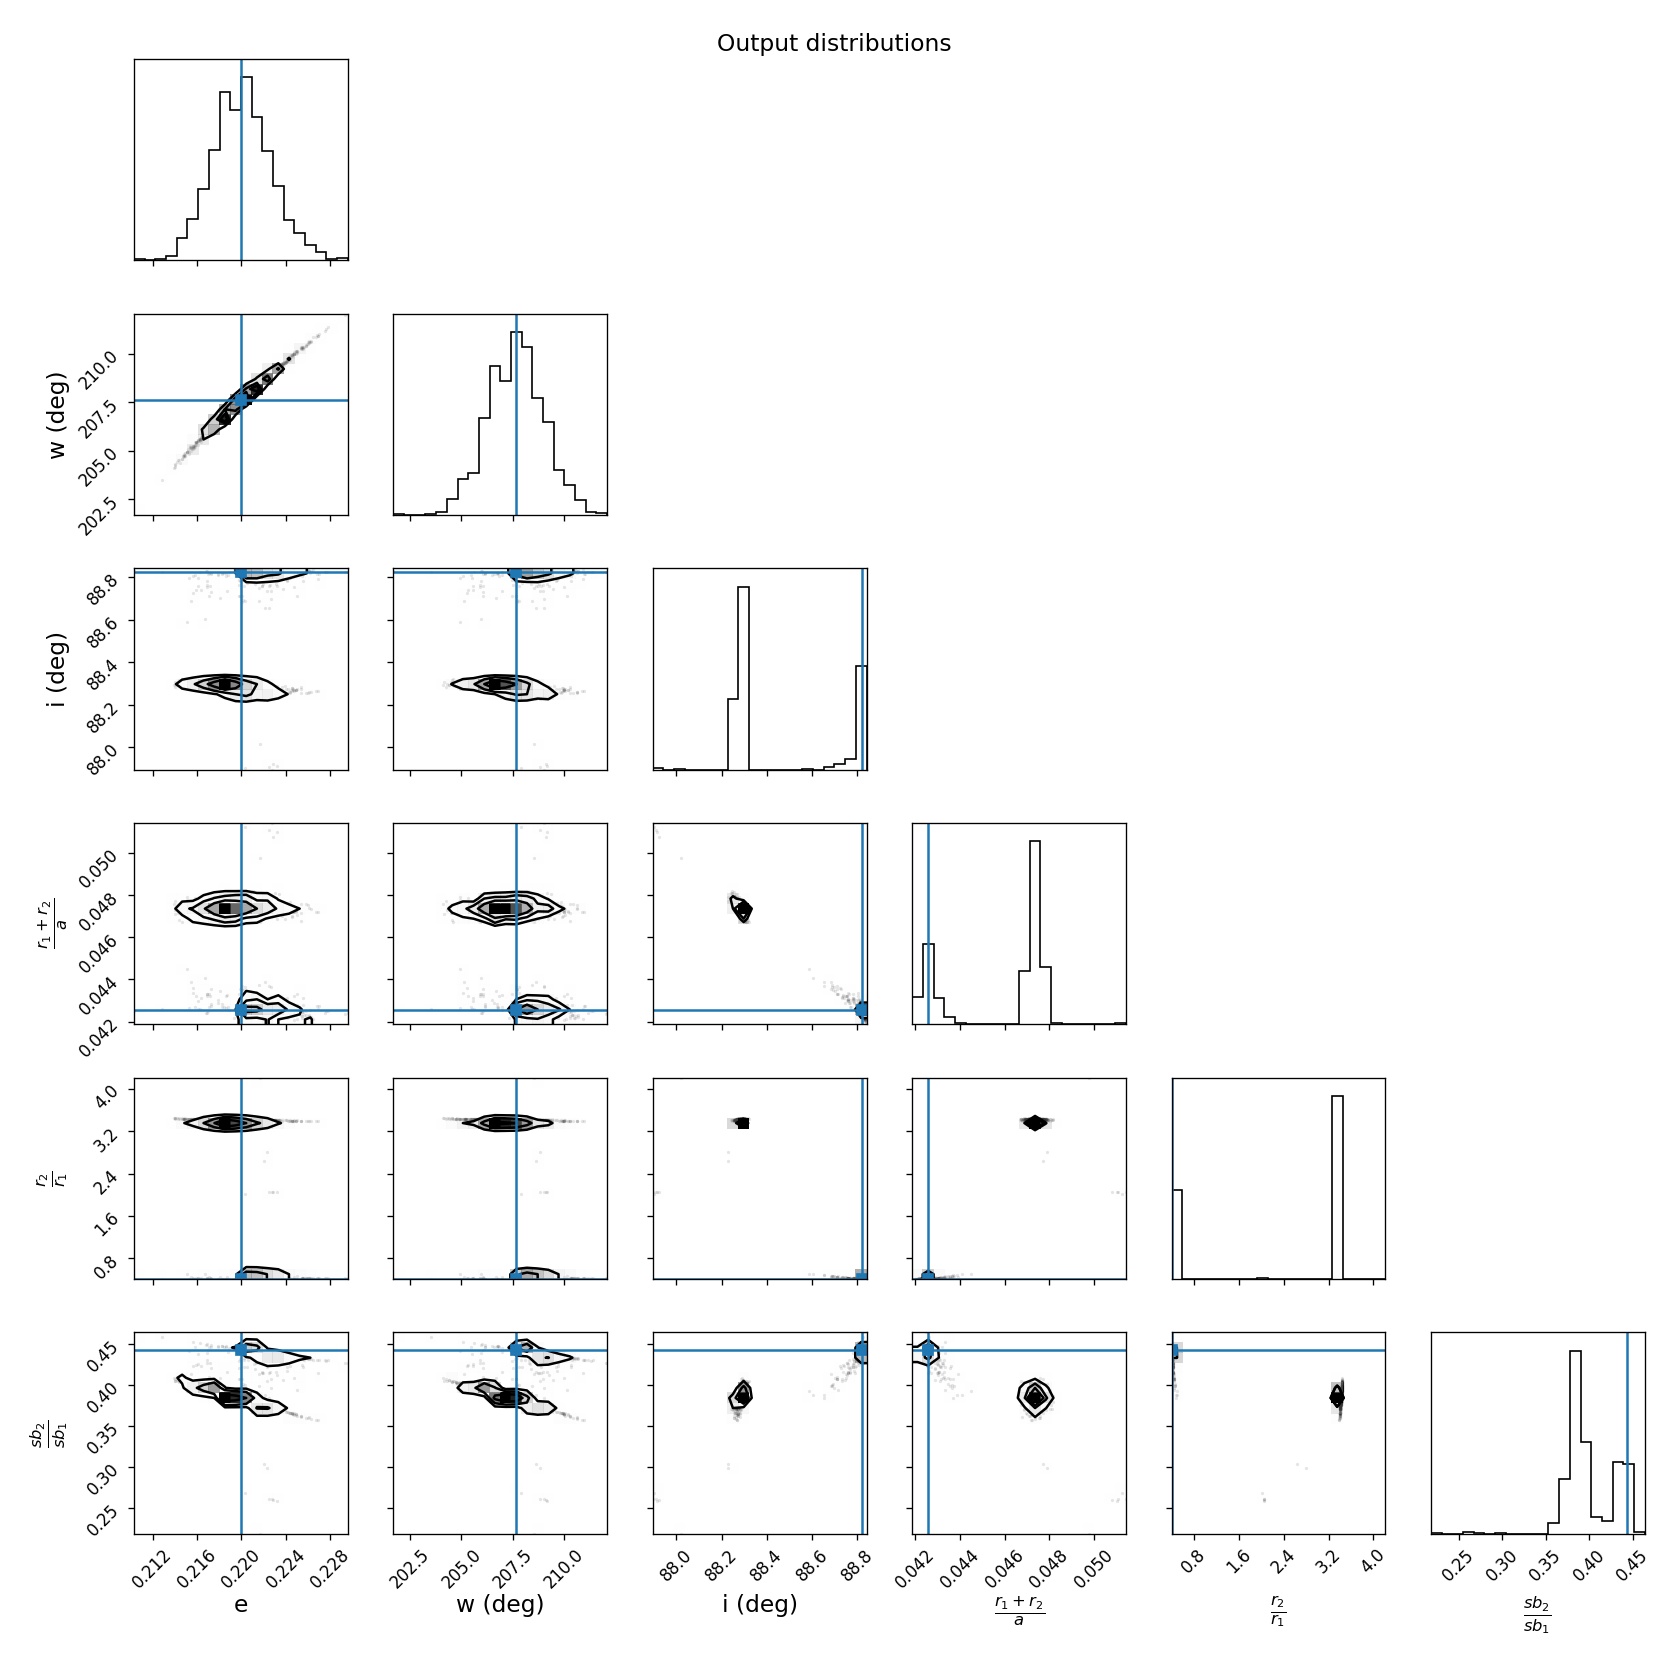 Output distributions
w (deg)
210.0
207.5
205.0
202.5
i (deg)
88.8
88.6
88.4
88.2
88.0
r₁ + r₂
a
0.050
0.048
0.046
0.044
0.042
r₂
r₁
4.0
3.2
2.4
1.6
0.8
sb₂
sb₁
0.45
0.40
0.35
0.30
0.25
0.212 0.216 0.220 0.224 0.228
202.5 205.0 207.5 210.0
88.0 88.2 88.4 88.6 88.8
0.042 0.044 0.046 0.048 0.050
0.8 1.6 2.4 3.2 4.0
0.25 0.30 0.35 0.40 0.45
e
w (deg)
i (deg)
r₁ + r₂
a
r₂
r₁
sb₂
sb₁